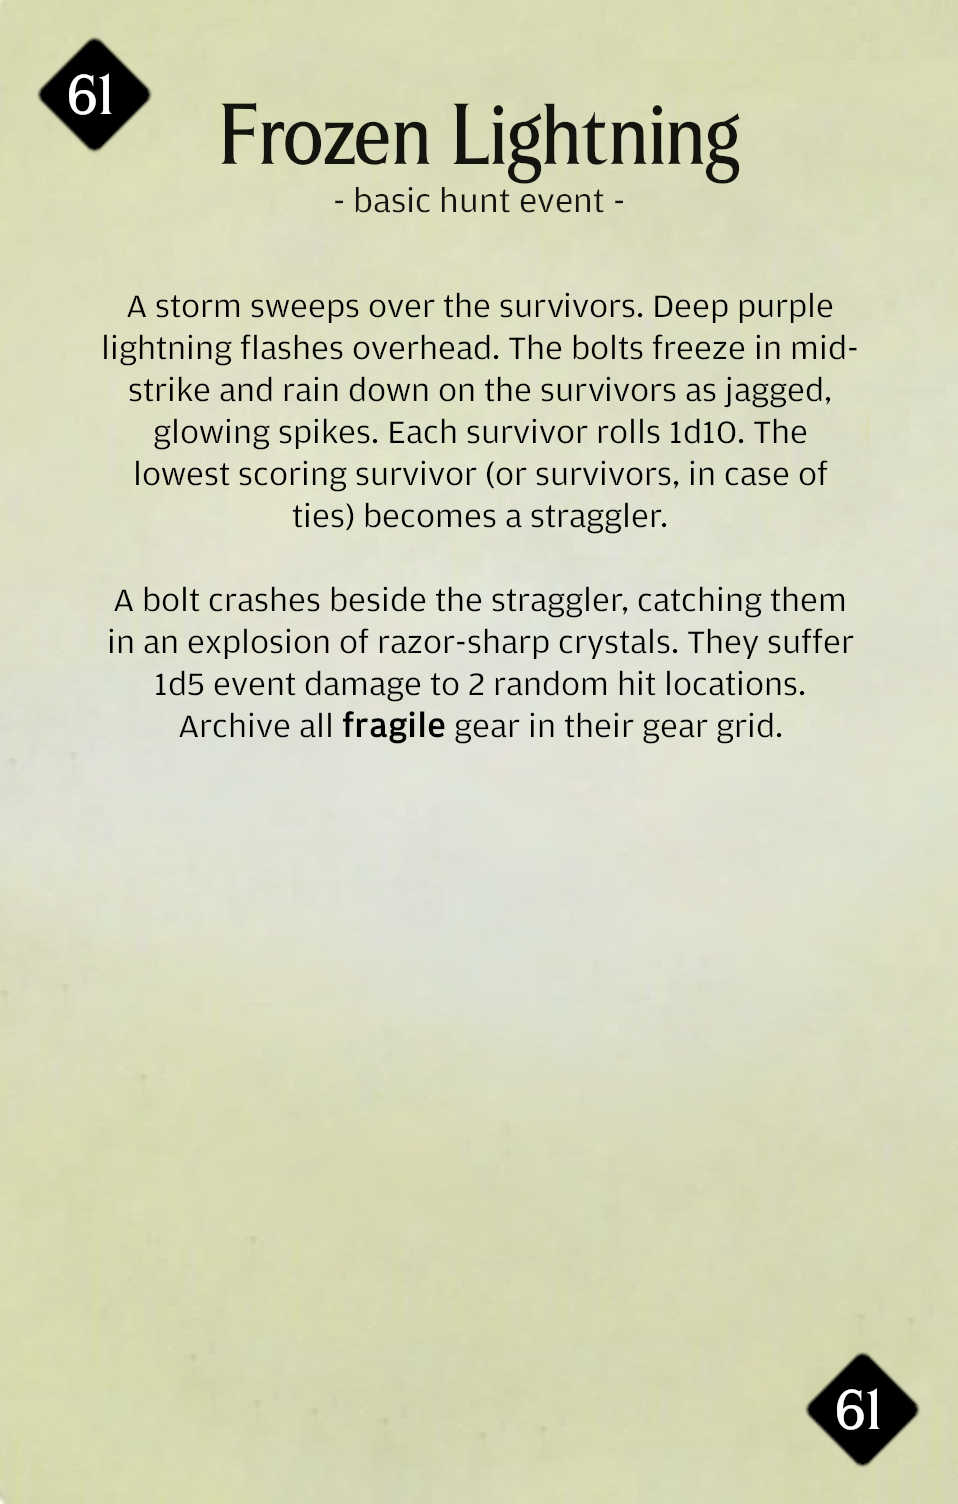 61
Frozen Lightning
- basic hunt event -
A storm sweeps over the survivors. Deep purple
lightning flashes overhead. The bolts freeze in mid-
strike and rain down on the survivors as jagged,
glowing spikes. Each survivor rolls 1d10. The
lowest scoring survivor (or survivors, in case of
ties) becomes a straggler.
A bolt crashes beside the straggler, catching them
in an explosion of razor-sharp crystals. They suffer
1d5 event damage to 2 random hit locations.
Archive all fragile gear in their gear grid.
61